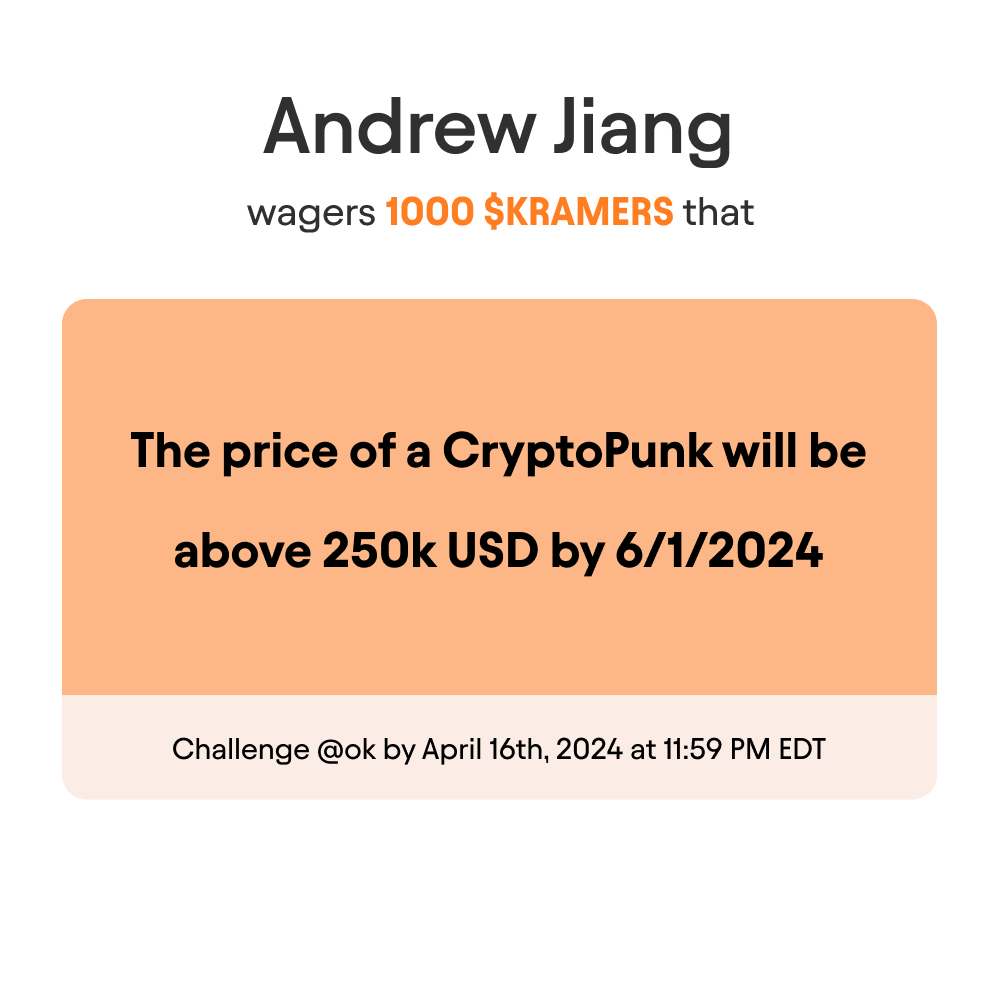 Andrew Jiang
wagers 1000 $KRAMERS that
The price of a CryptoPunk will be
above 250k USD by 6/1/2024
Challenge @ok by April 16th, 2024 at 11:59 PM EDT